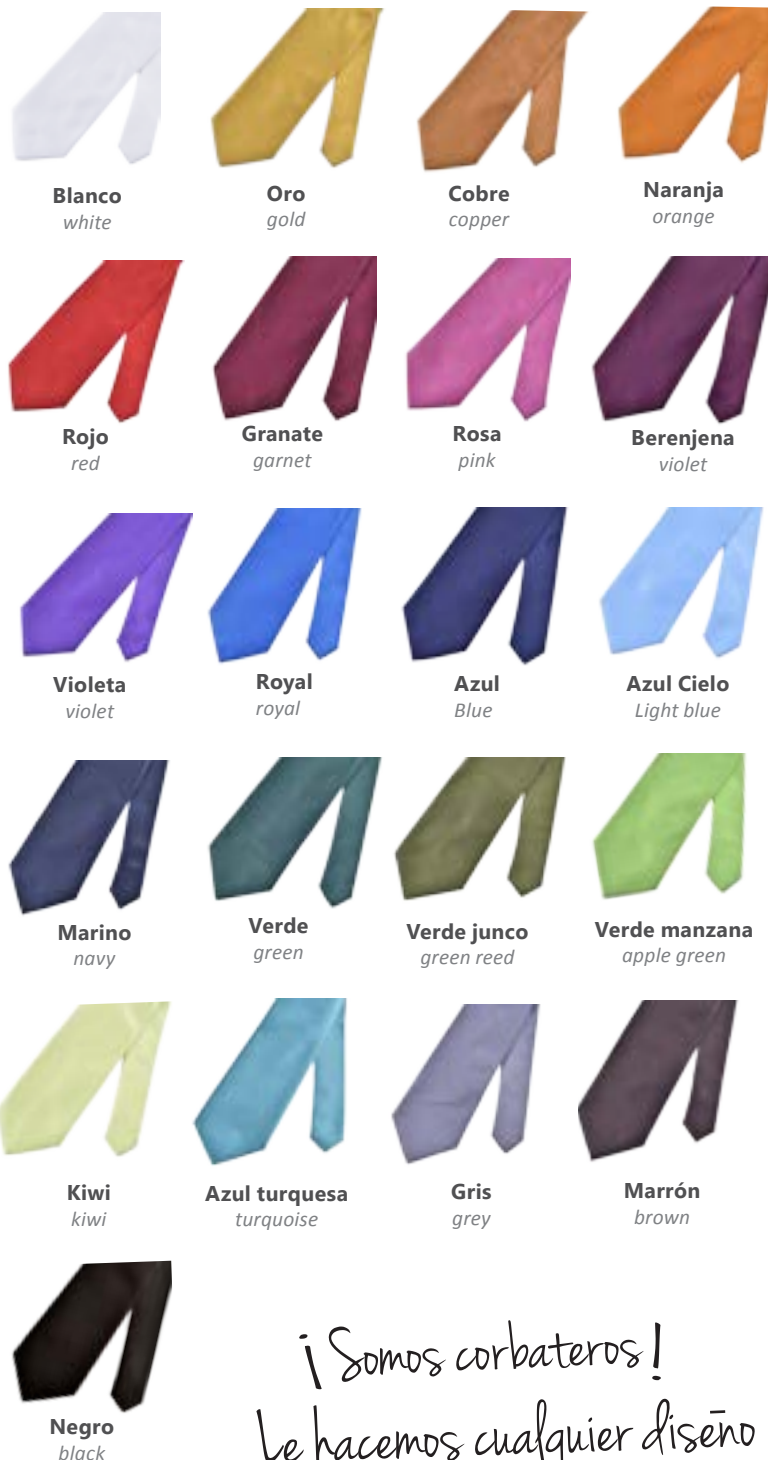 Blanco
white
Oro
gold
Cobre
copper
Naranja
orange
Rojo
red
Granate
garnet
Rosa
pink
Berenjena
violet
Violeta
violet
Royal
royal
Azul
Blue
Azul Cielo
Light blue
Marino
navy
Verde
green
Verde junco
green reed
Verde manzana
apple green
Kiwi
kiwi
Azul turquesa
turquoise
Gris
grey
Marrón
brown
Negro
black
¡Somos corbateros!
Le hacemos cualquier diseño